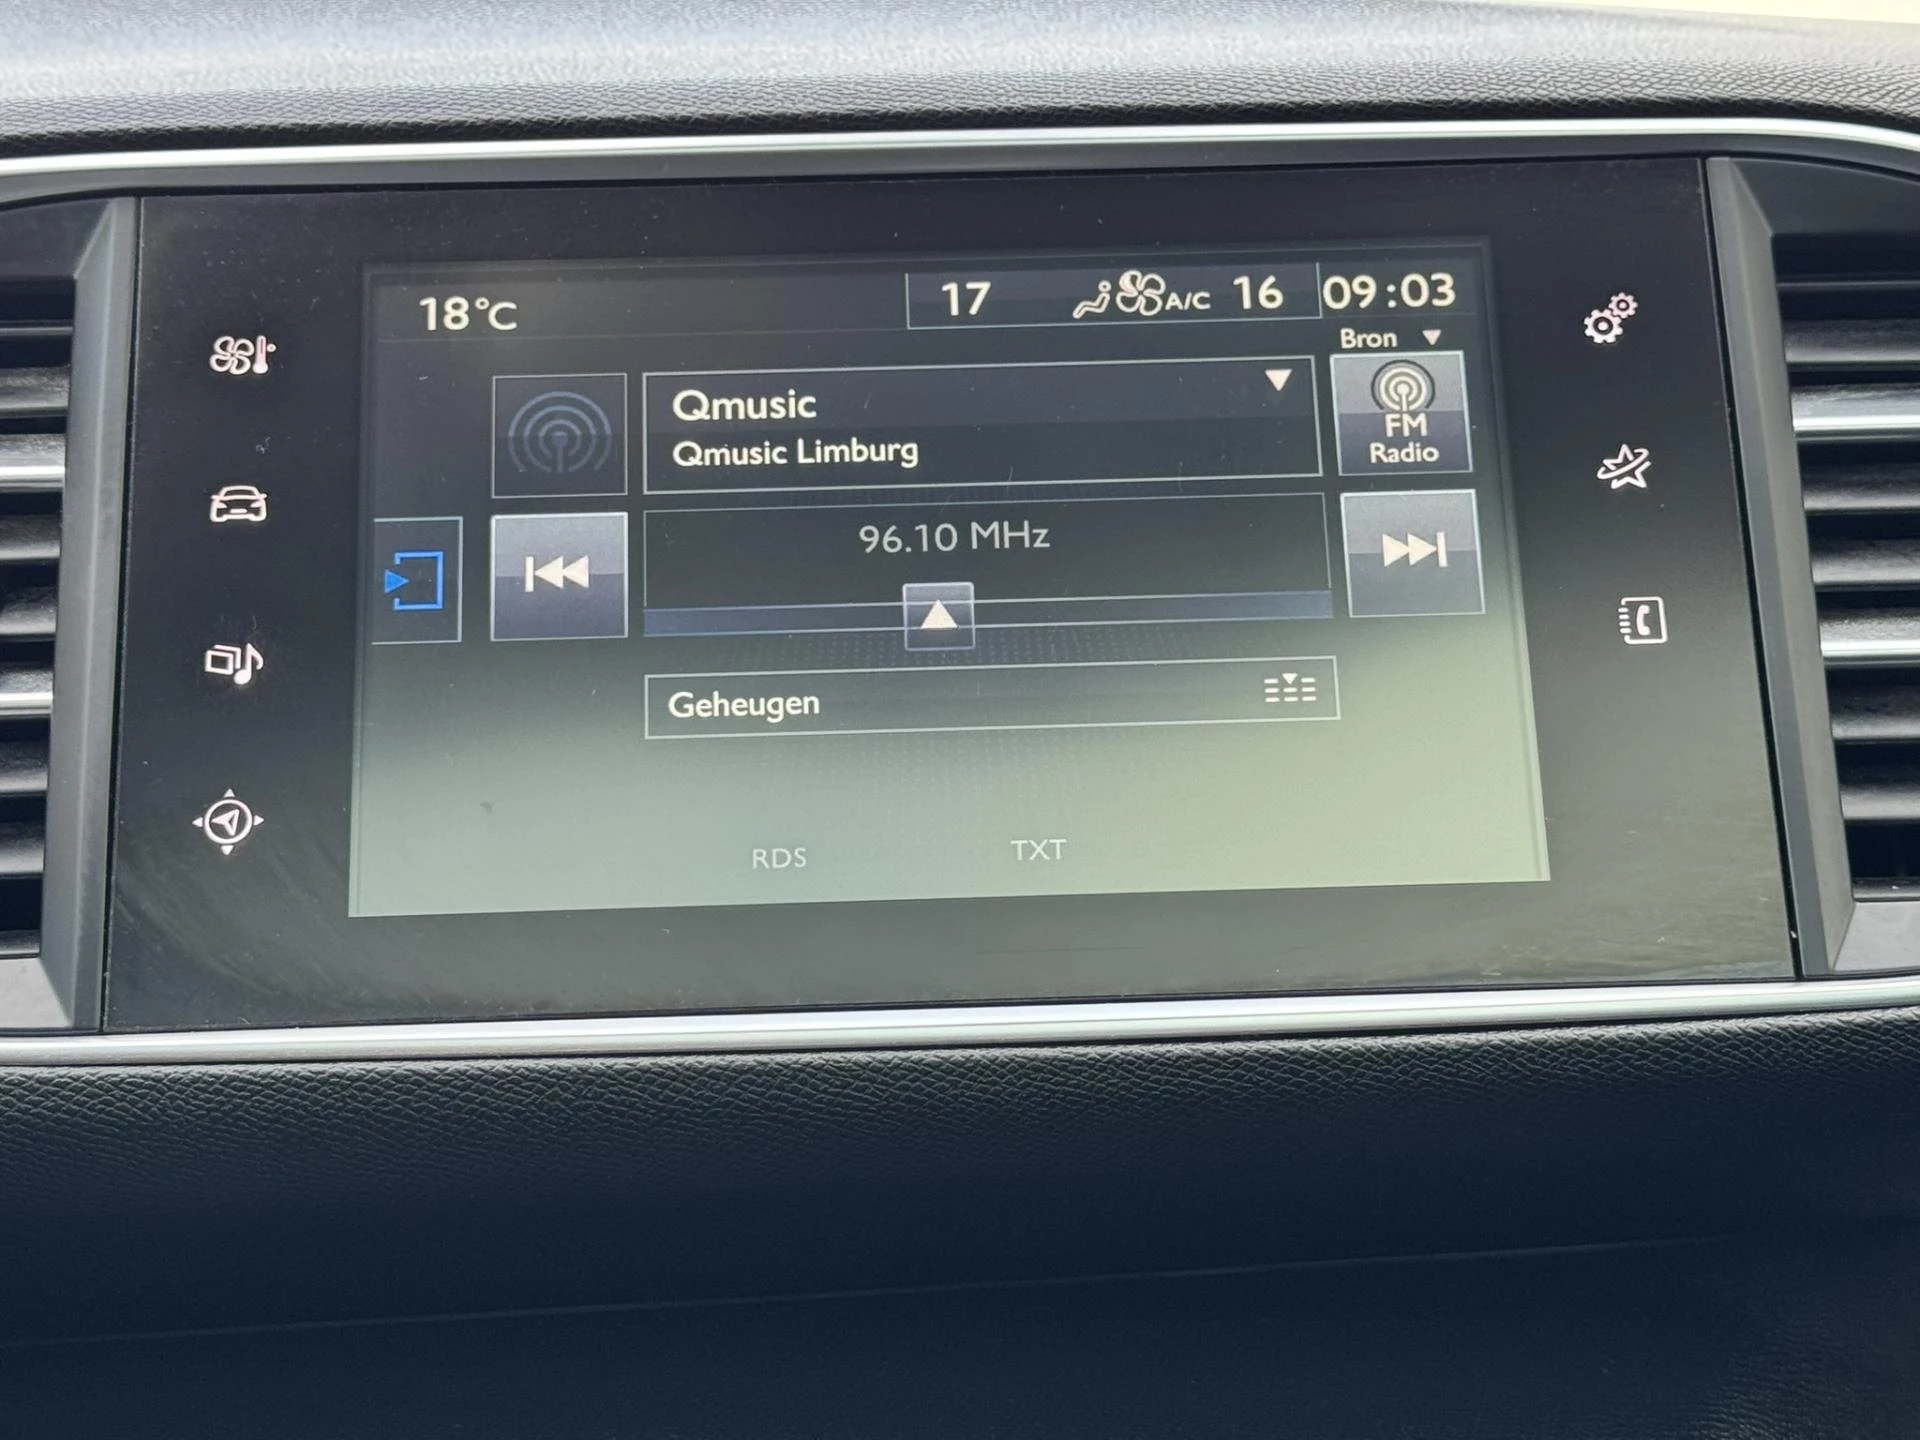 18°C 17 A/C 16 09:03
Bron
Qmusic
Qmusic Limburg
FM
Radio
96.10 MHz
Geheugen
RDS TXT